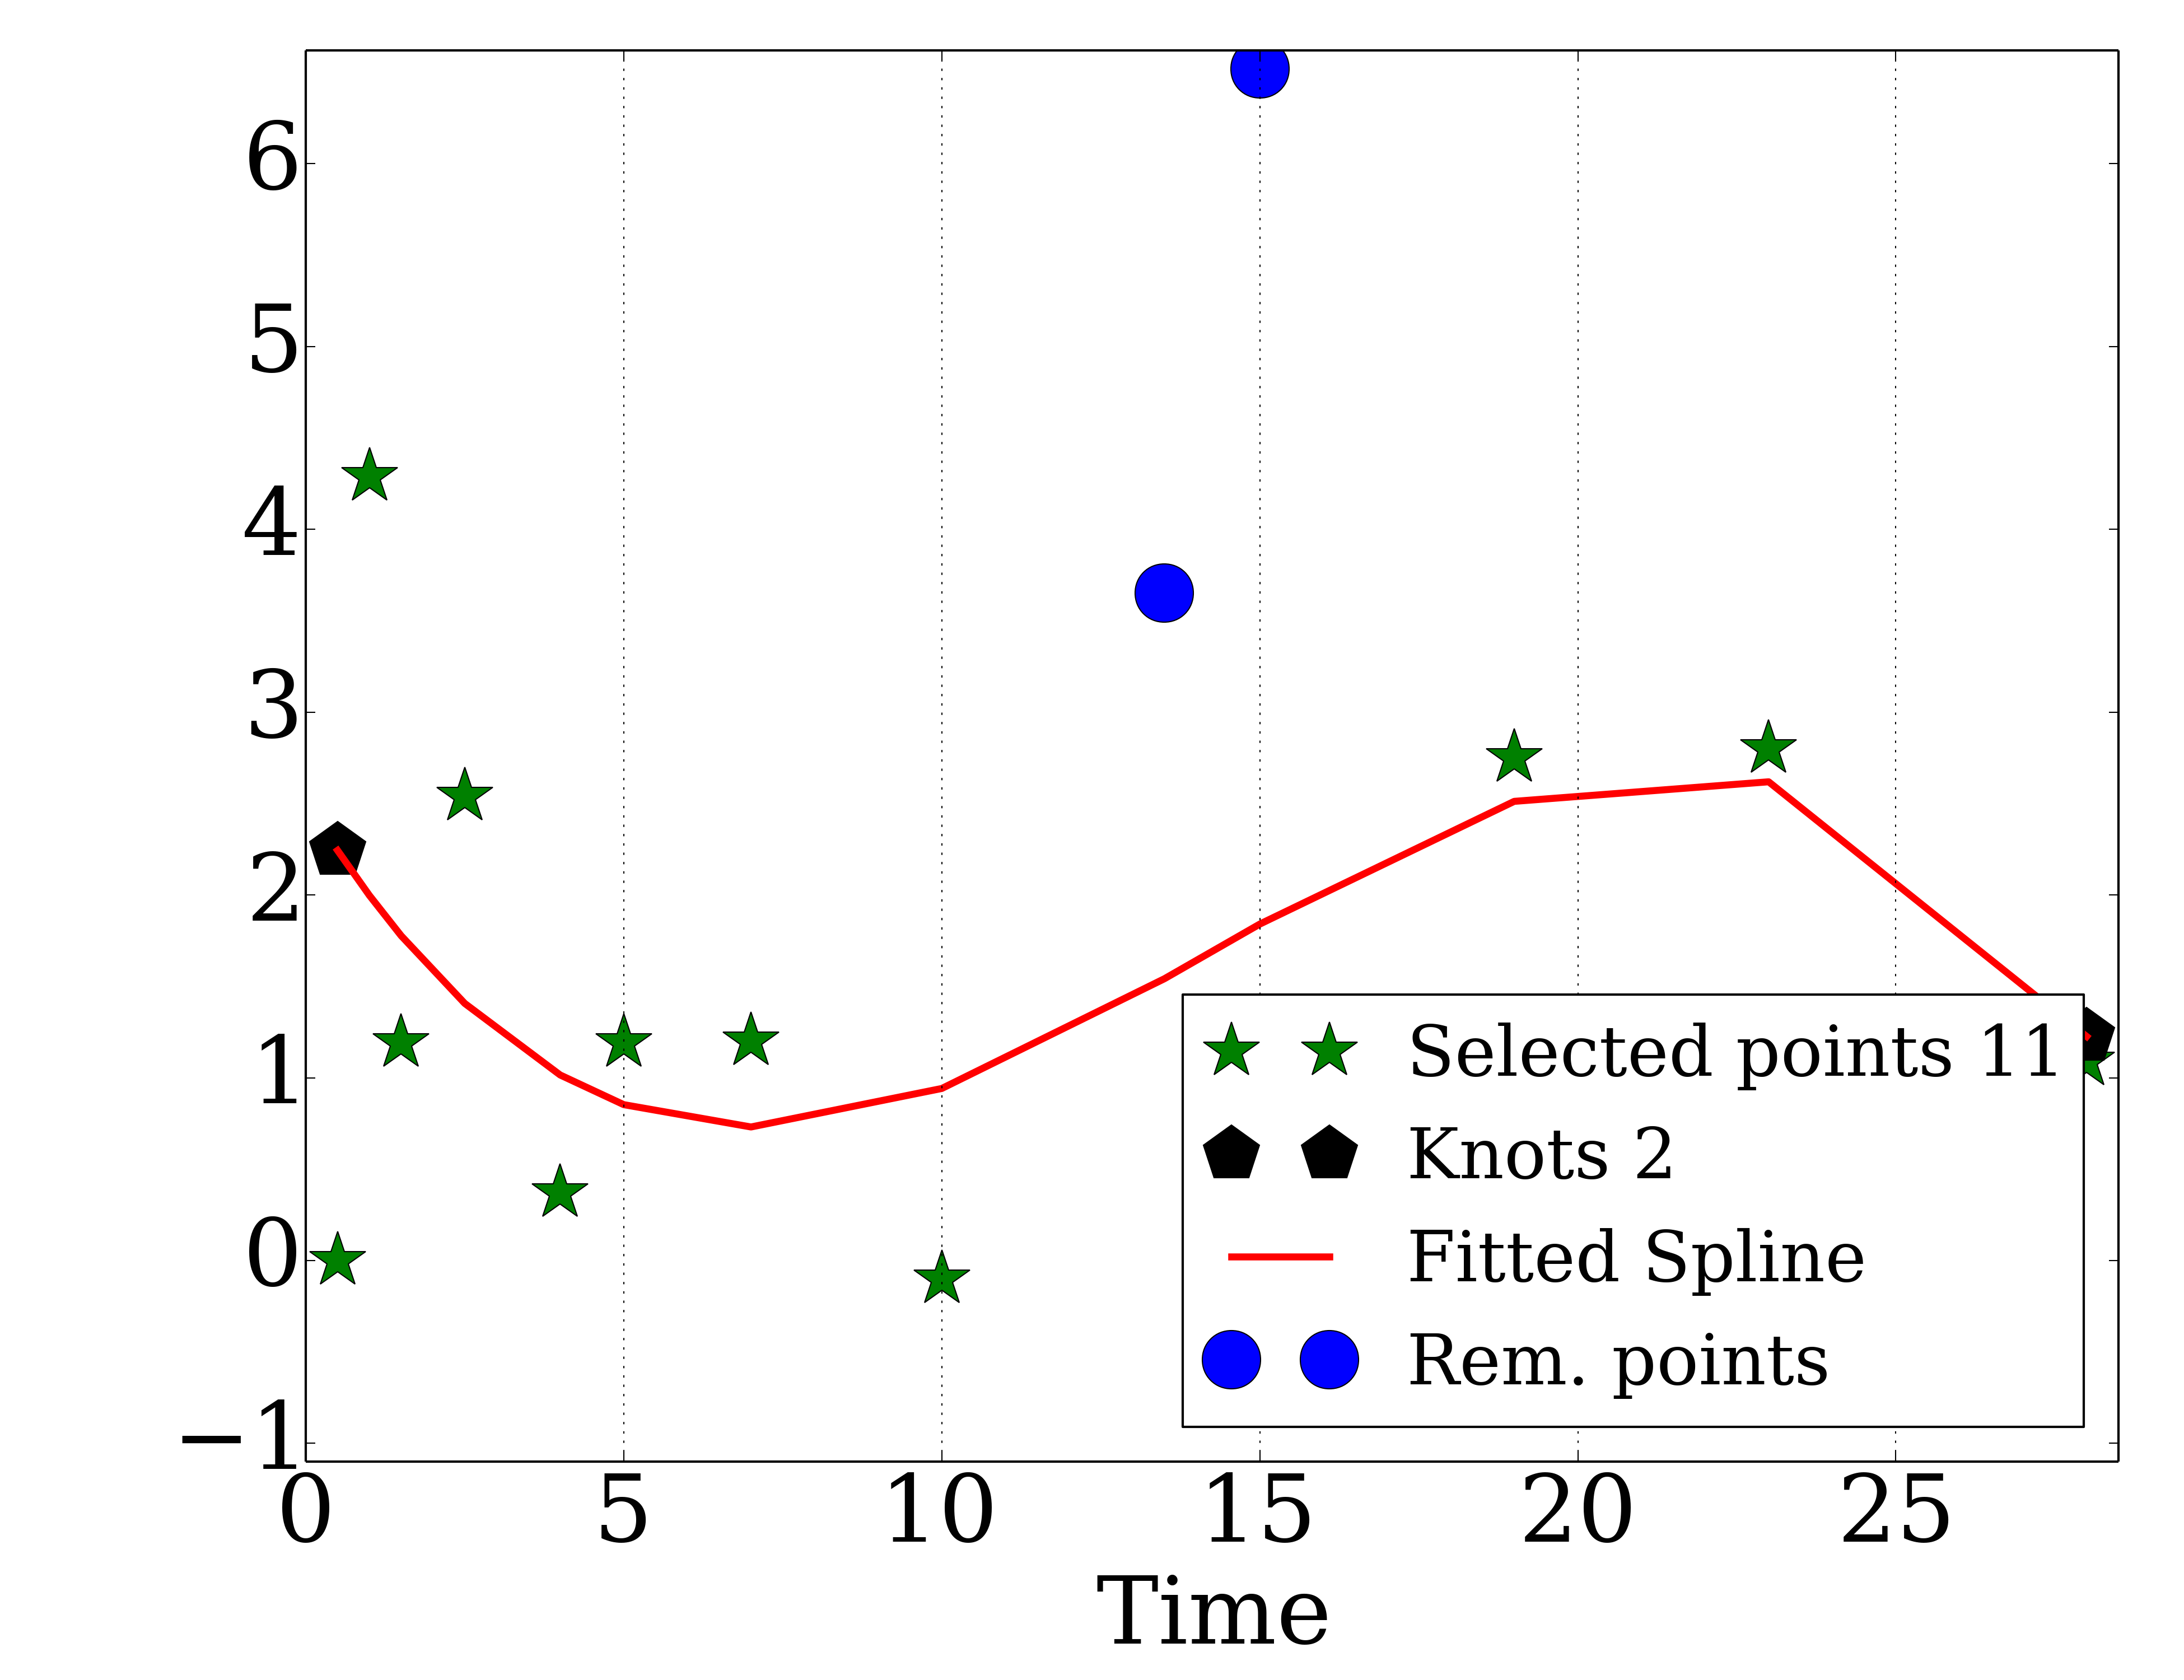 6
5
4
3
2
1
0
−1
Selected points 11
Knots 2
Fitted Spline
Rem. points
0 5 10 15 20 25
Time